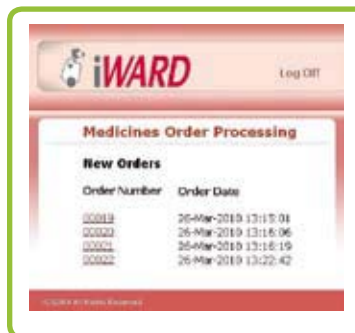 iWARD
Log Off
Medicines Order Processing
New Orders
Order Number Order Date
00019 26-Mar-2010 13:15:01
00020 26-Mar-2010 13:16:06
00021 26-Mar-2010 13:16:19
00022 26-Mar-2010 13:22:42